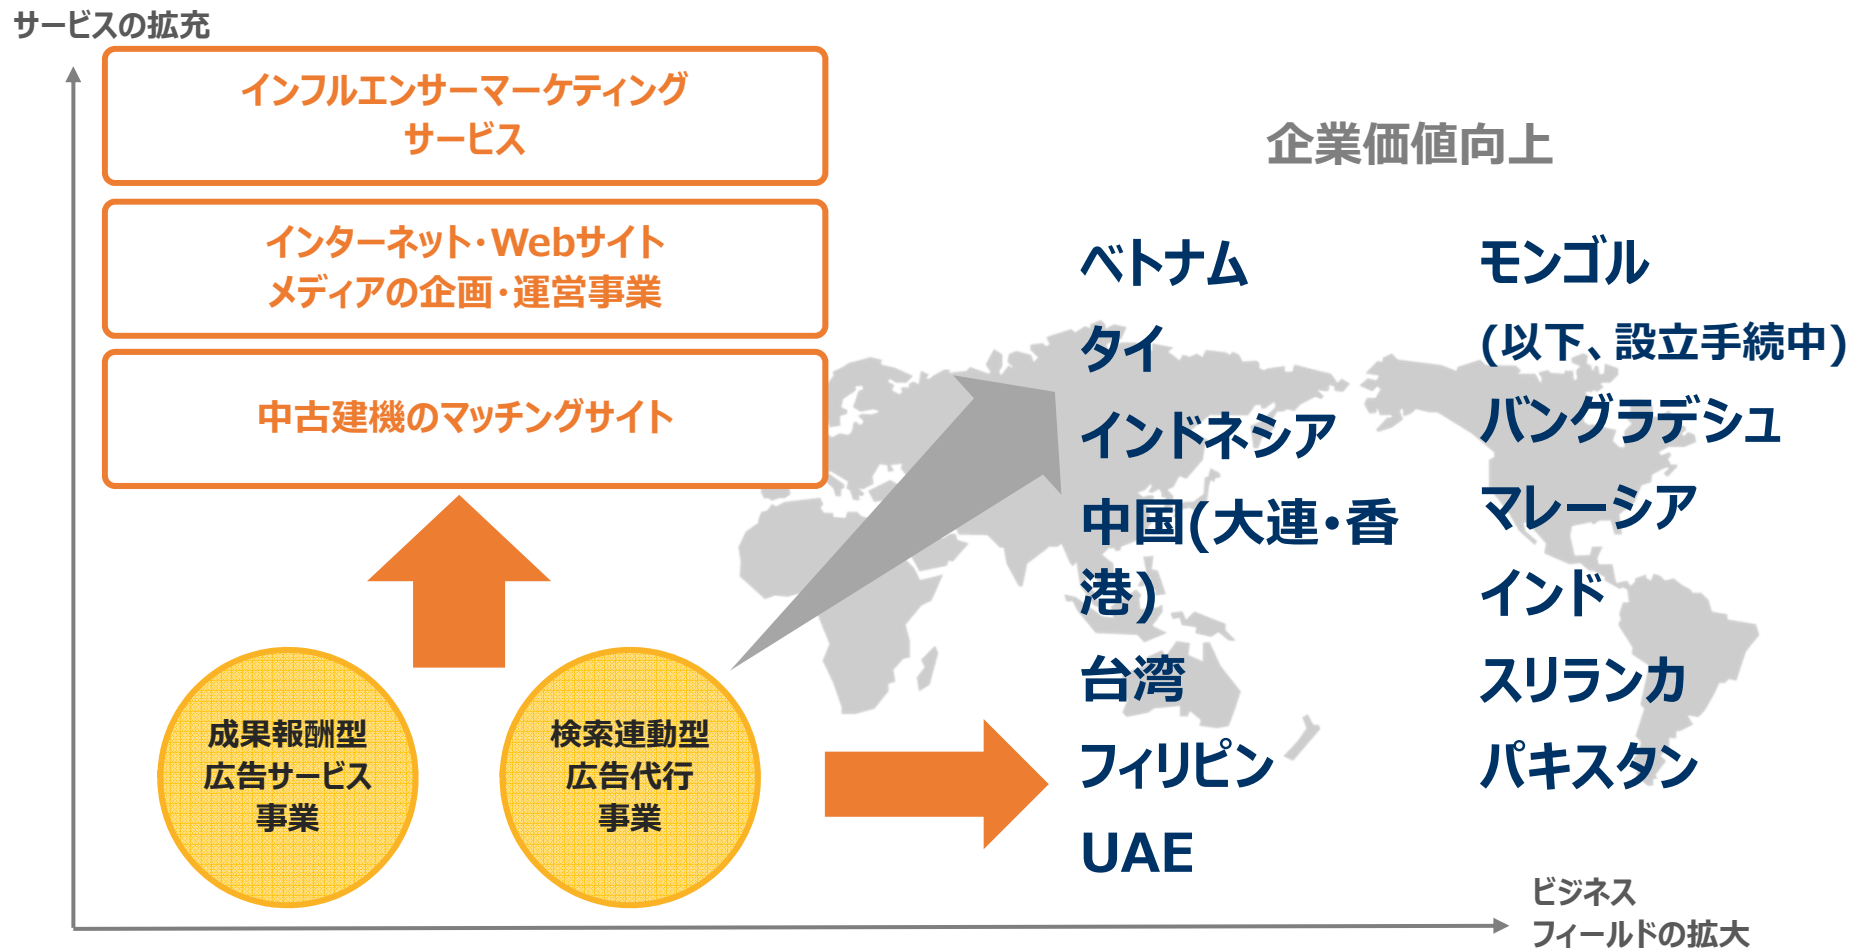 サービスの拡充
インフルエンサーマーケティング
サービス
インターネット・Webサイト
メディアの企画・運営事業
中古建機のマッチングサイト
成果報酬型
広告サービス
事業
検索連動型
広告代行
事業
企業価値向上
ベトナム
タイ
インドネシア
中国(大連・香
港)
台湾
フィリピン
UAE
モンゴル
(以下、設立手続中)
バングラデシュ
マレーシア
インド
スリランカ
パキスタン
ビジネス
フィールドの拡大